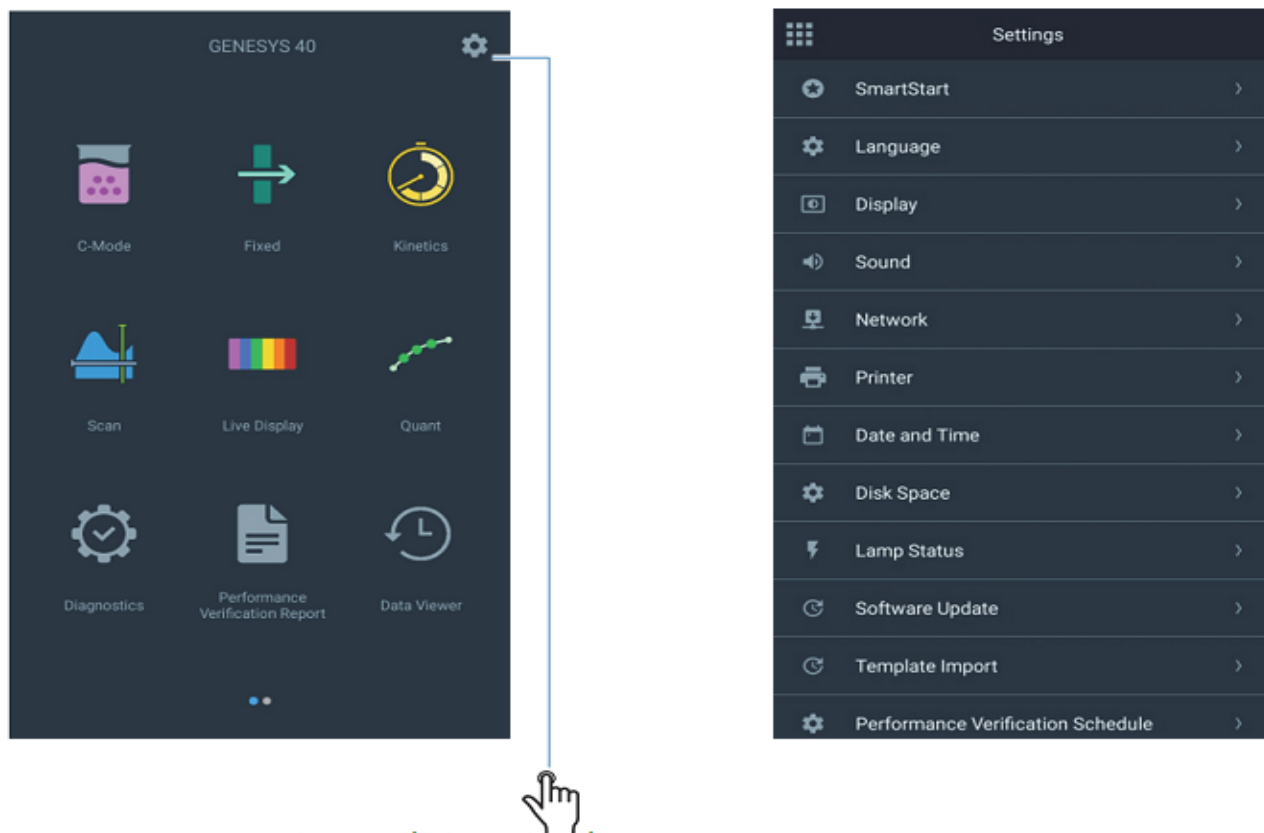 GENESYS 40
C-Mode
Fixed
Kinetics
Scan
Live Display
Quant
Diagnostics
Performance
Verification Report
Data Viewer
Settings
SmartStart
Language
Display
Sound
Network
Printer
Date and Time
Disk Space
Lamp Status
Software Update
Template Import
Performance Verification Schedule